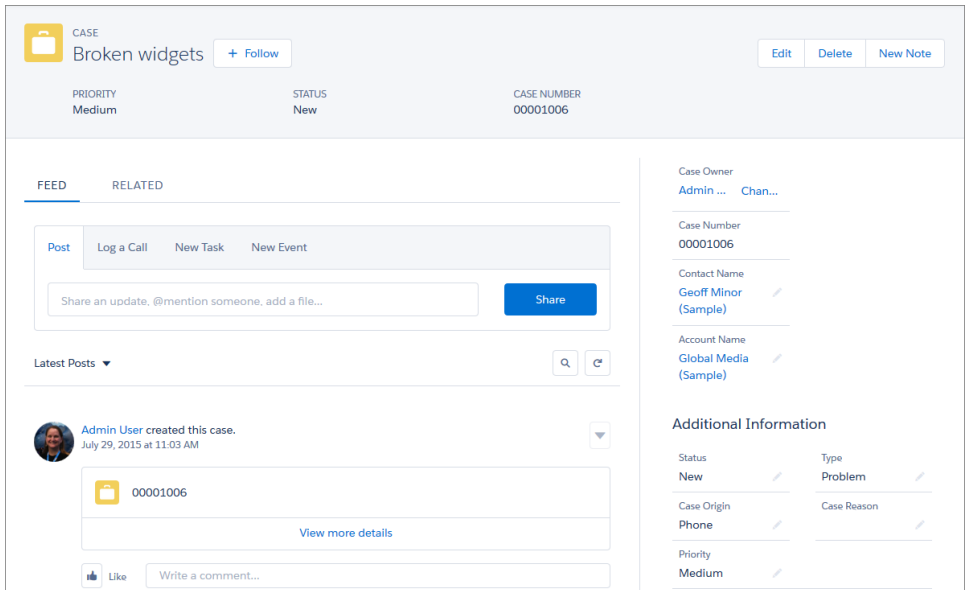 CASE
Broken widgets
+ Follow
Edit
Delete
New Note
PRIORITY
Medium
STATUS
New
CASE NUMBER
00001006
FEED
RELATED
Post
Log a Call
New Task
New Event
Share an update, @mention someone, add a file...
Share
Latest Posts
Admin User created this case.
July 29, 2015 at 11:03 AM
00001006
View more details
Like
Write a comment...
Case Owner
Admin ... Chan...
Case Number
00001006
Contact Name
Geoff Minor
(Sample)
Account Name
Global Media
(Sample)
Additional Information
Status
New
Type
Problem
Case Origin
Phone
Case Reason
Priority
Medium